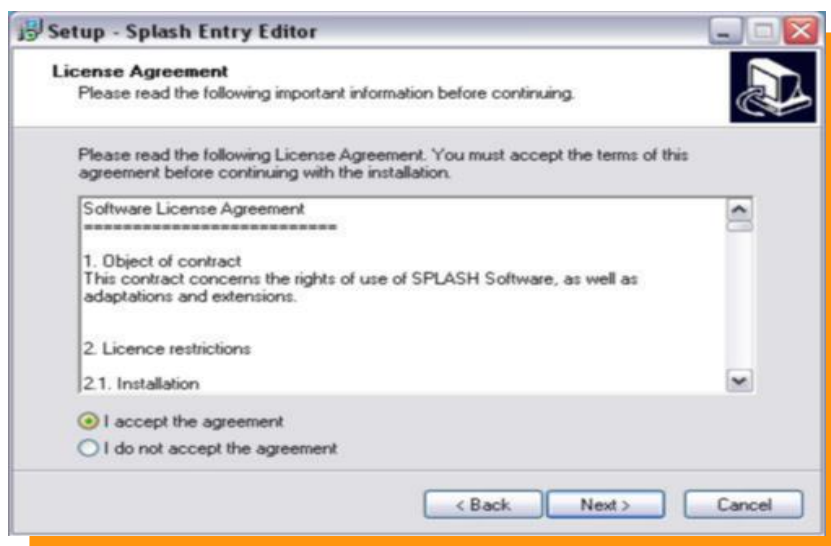 Setup - Splash Entry Editor
License Agreement
Please read the following important information before continuing.
Please read the following License Agreement. You must accept the terms of this
agreement before continuing with the installation.
Software License Agreement
==========================
1. Object of contract
This contract concerns the rights of use of SPLASH Software, as well as
adaptations and extensions.
2. Licence restrictions
2.1. Installation
I accept the agreement
I do not accept the agreement
< Back Next > Cancel